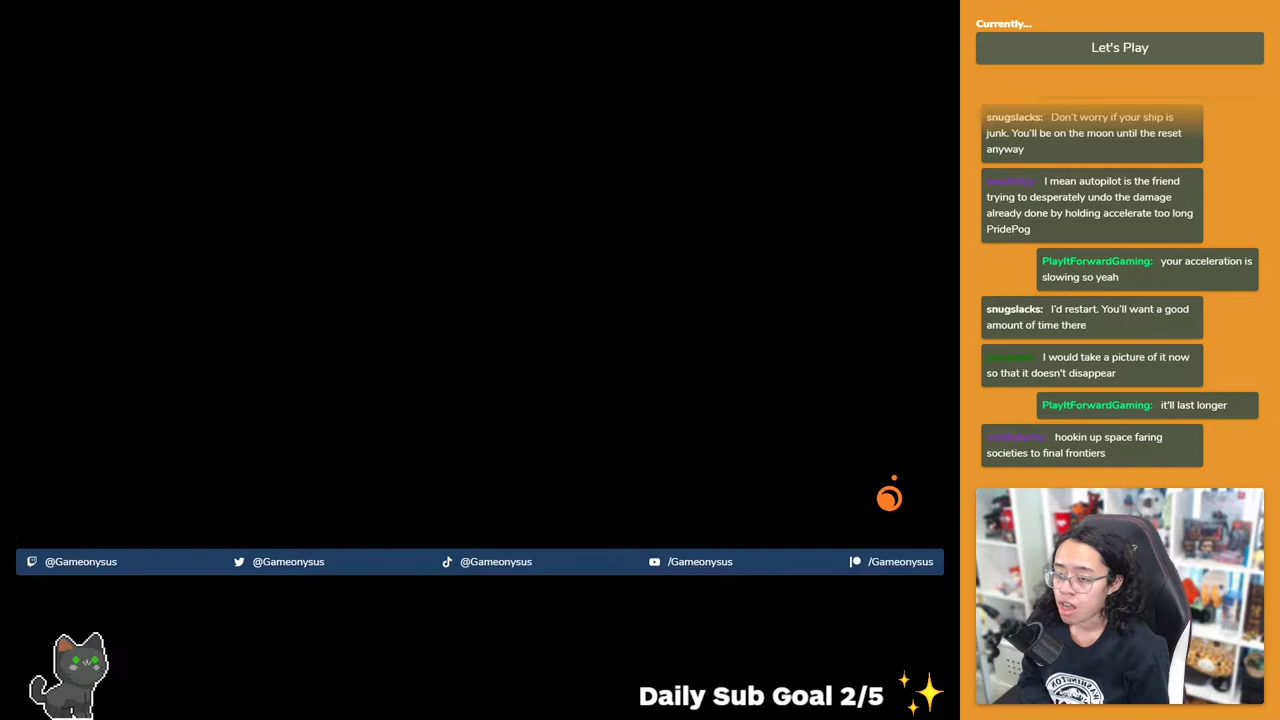 Currently...
Let's Play
snugslacks: Don't worry if your ship is
junk. You'll be on the moon until the reset
anyway
I mean autopilot is the friend
trying to desperately undo the damage
already done by holding accelerate too long
PridePog
PlayItForwardGaming: your acceleration is
slowing so yeah
snugslacks: I'd restart. You'll want a good
amount of time there
I would take a picture of it now
so that it doesn't disappear
PlayItForwardGaming: it'll last longer
hookin up space faring
societies to final frontiers
@Gameonysus @Gameonysus @Gameonysus /Gameonysus /Gameonysus
Daily Sub Goal 2/5